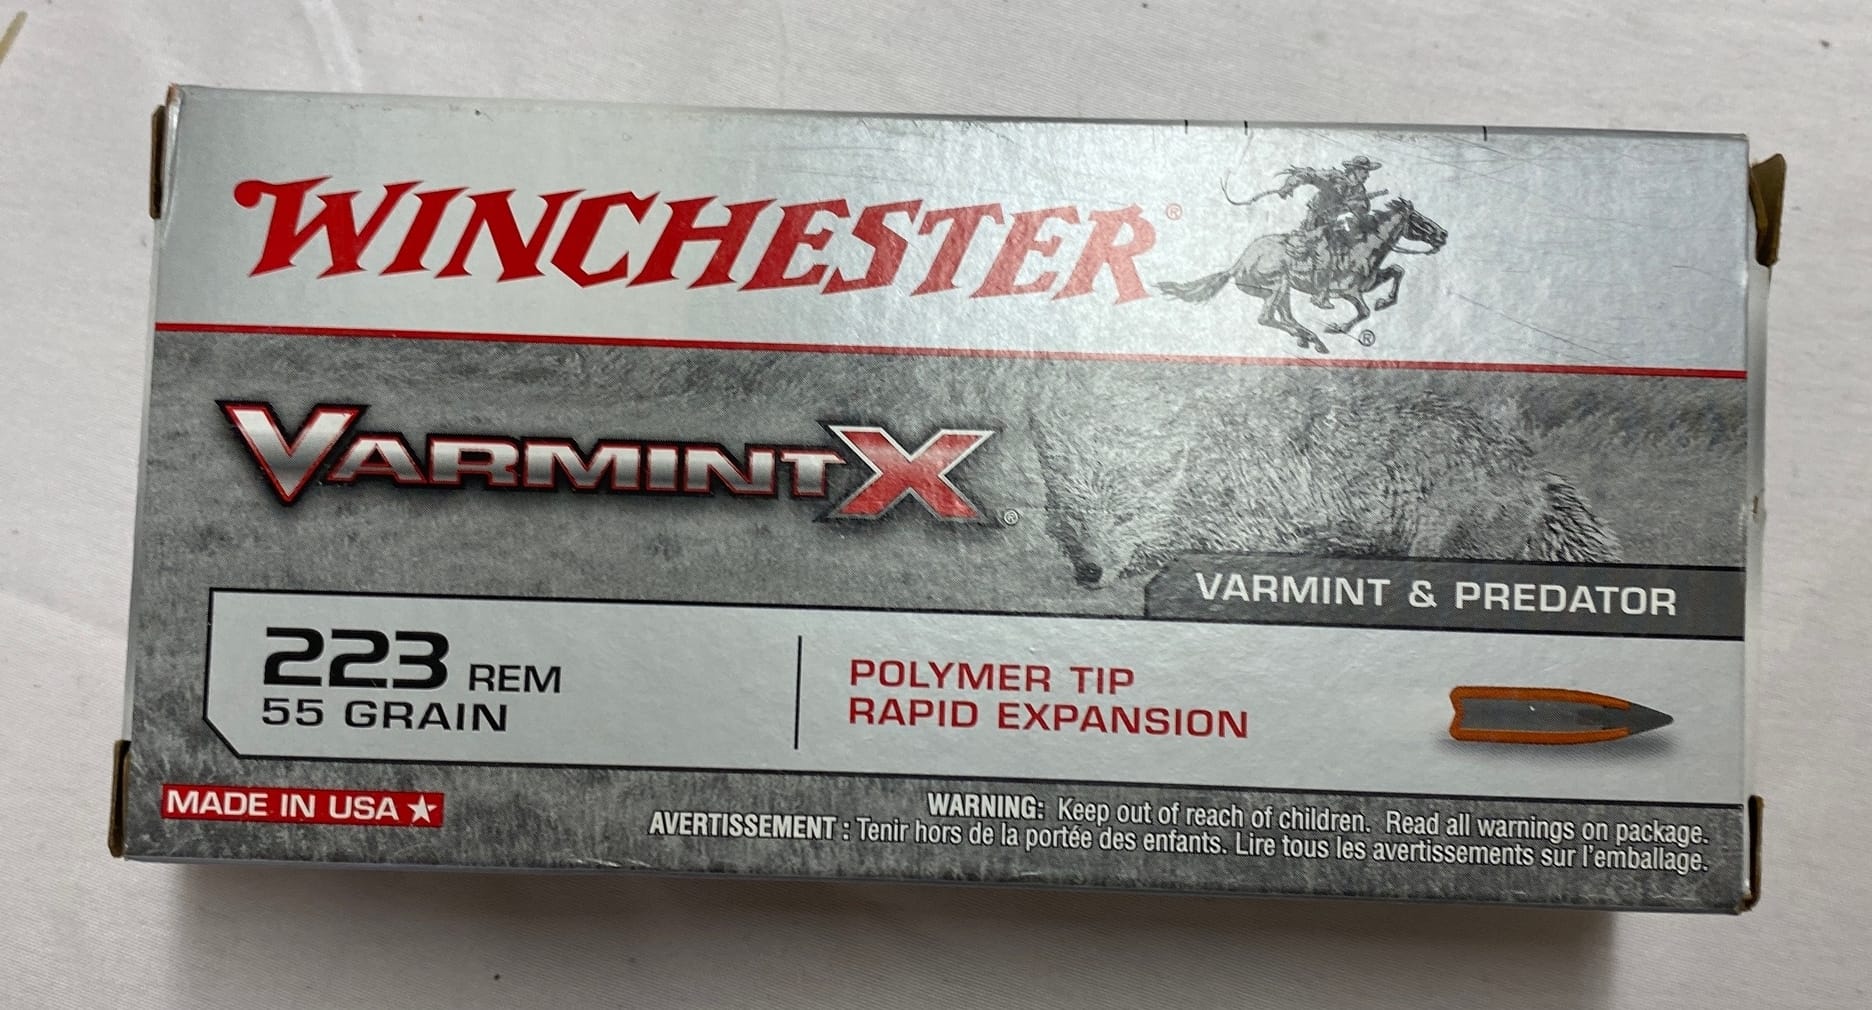 WINCHESTER®
®
VARMINT X®
VARMINT & PREDATOR
223 REM
55 GRAIN
POLYMER TIP
RAPID EXPANSION
MADE IN USA
WARNING: Keep out of reach of children. Read all warnings on package.
AVERTISSEMENT : Tenir hors de la portée des enfants. Lire tous les avertissements sur l'emballage.